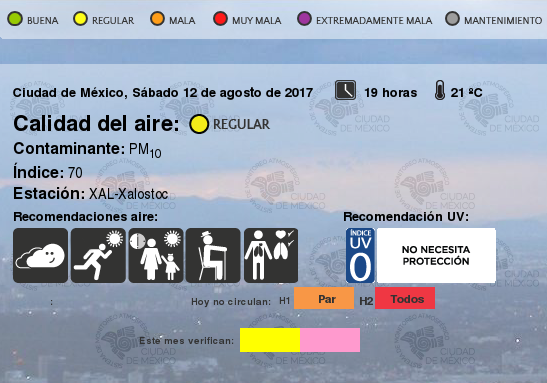 BUENA REGULAR MALA MUY MALA EXTREMADAMENTE MALA MANTENIMIENTO
Ciudad de México, Sábado 12 de agosto de 2017 19 horas 21 ºC
Calidad del aire: REGULAR
Contaminante: PM10
Índice: 70
Estación: XAL-Xalostoc
Recomendaciones aire: Recomendación UV:
ÍNDICE
UV
0
NO NECESITA
PROTECCIÓN
: Hoy no circulan: H1 Par H2 Todos
Este mes verifican:
CIUDAD
DE MÉXICO